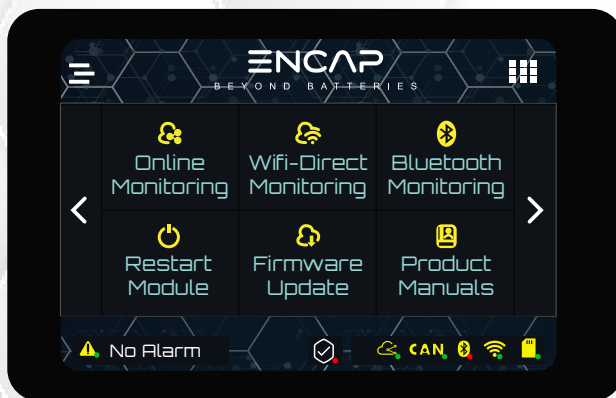 ENCAP
BEYOND BATTERIES
Online
Monitoring
Wifi-Direct
Monitoring
Bluetooth
Monitoring
Restart
Module
Firmware
Update
Product
Manuals
No Alarm
CAN